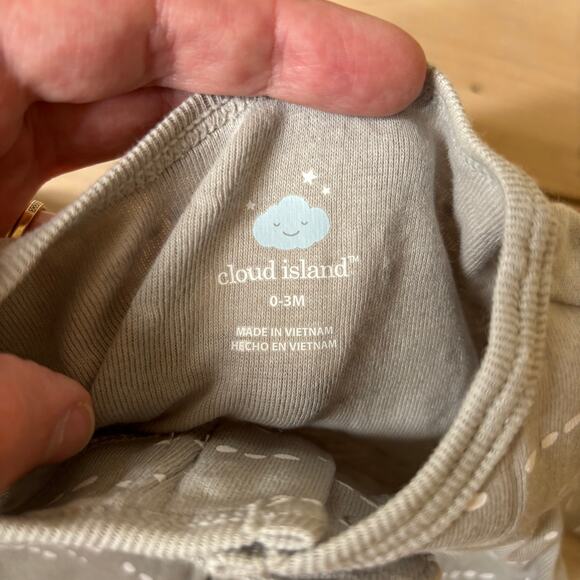 cloud island™
0-3M
MADE IN VIETNAM
HECHO EN VIETNAM